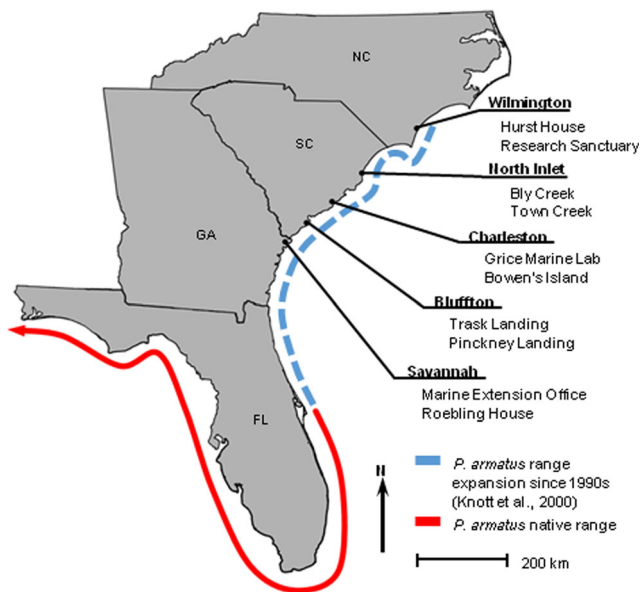 NC
Wilmington
Hurst House
Research Sanctuary
SC
North Inlet
Bly Creek
Town Creek
GA
Charleston
Grice Marine Lab
Bowen's Island
Bluffton
Trask Landing
Pinckney Landing
Savannah
Marine Extension Office
Roebling House
FL
N
P. armatus range
expansion since 1990s
(Knott et al., 2000)
P. armatus native range
200 km